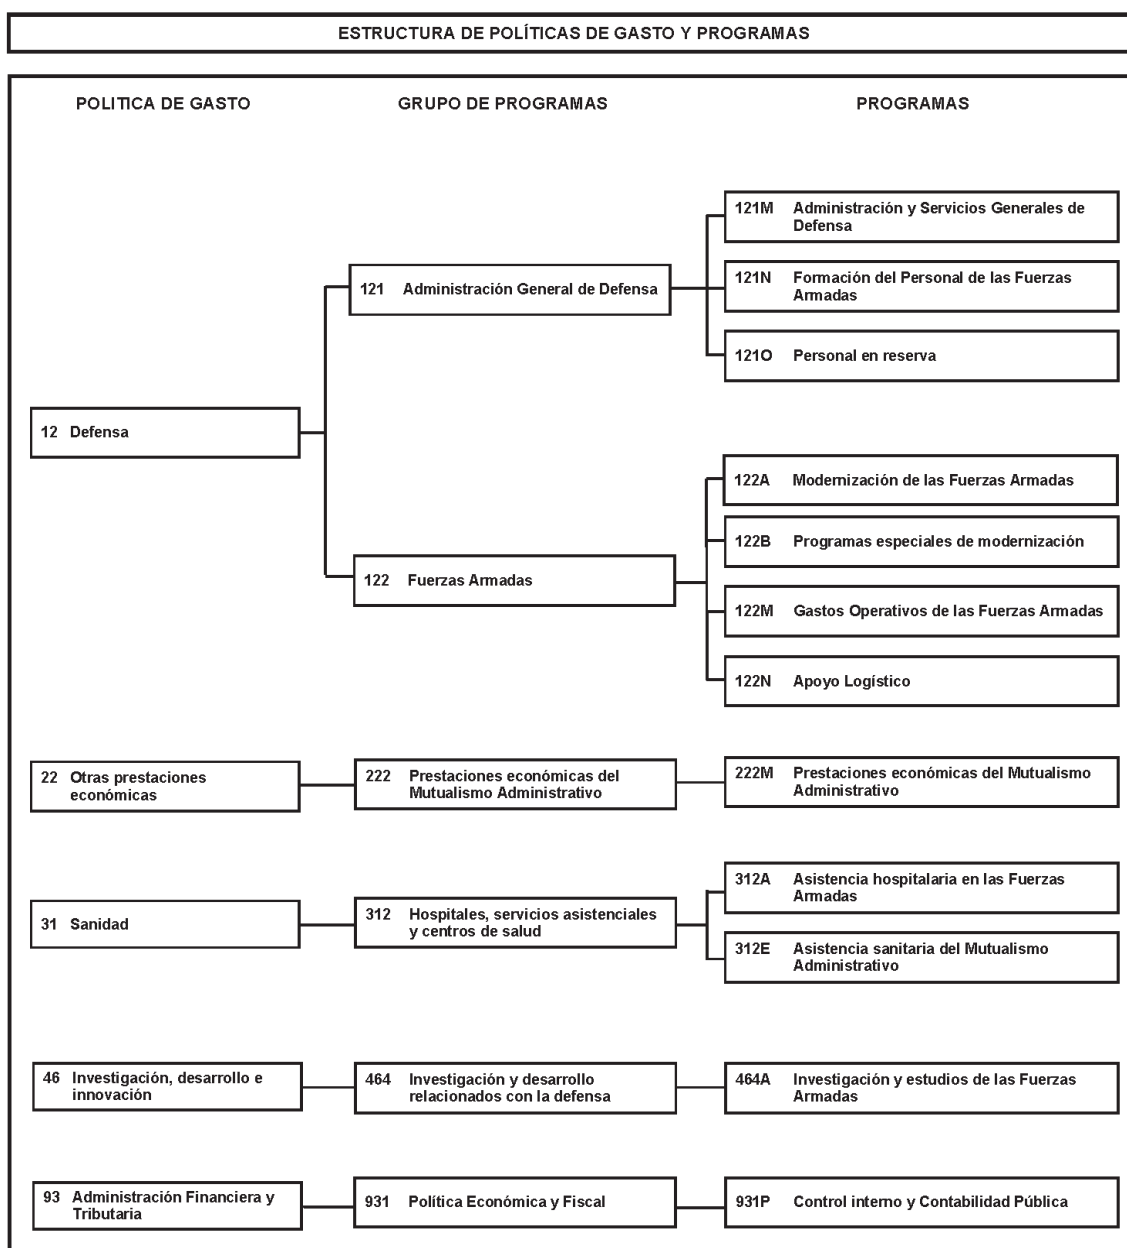 ESTRUCTURA DE POLÍTICAS DE GASTO Y PROGRAMAS
POLITICA DE GASTO
GRUPO DE PROGRAMAS
PROGRAMAS
12 Defensa
121 Administración General de Defensa
121M Administración y Servicios Generales de
Defensa
121N Formación del Personal de las Fuerzas
Armadas
121O Personal en reserva
122 Fuerzas Armadas
122A Modernización de las Fuerzas Armadas
122B Programas especiales de modernización
122M Gastos Operativos de las Fuerzas Armadas
122N Apoyo Logístico
22 Otras prestaciones
económicas
222 Prestaciones económicas del
Mutualismo Administrativo
222M Prestaciones económicas del Mutualismo
Administrativo
31 Sanidad
312 Hospitales, servicios asistenciales
y centros de salud
312A Asistencia hospitalaria en las Fuerzas
Armadas
312E Asistencia sanitaria del Mutualismo
Administrativo
46 Investigación, desarrollo e
innovación
464 Investigación y desarrollo
relacionados con la defensa
464A Investigación y estudios de las Fuerzas
Armadas
93 Administración Financiera y
Tributaria
931 Política Económica y Fiscal
931P Control interno y Contabilidad Pública